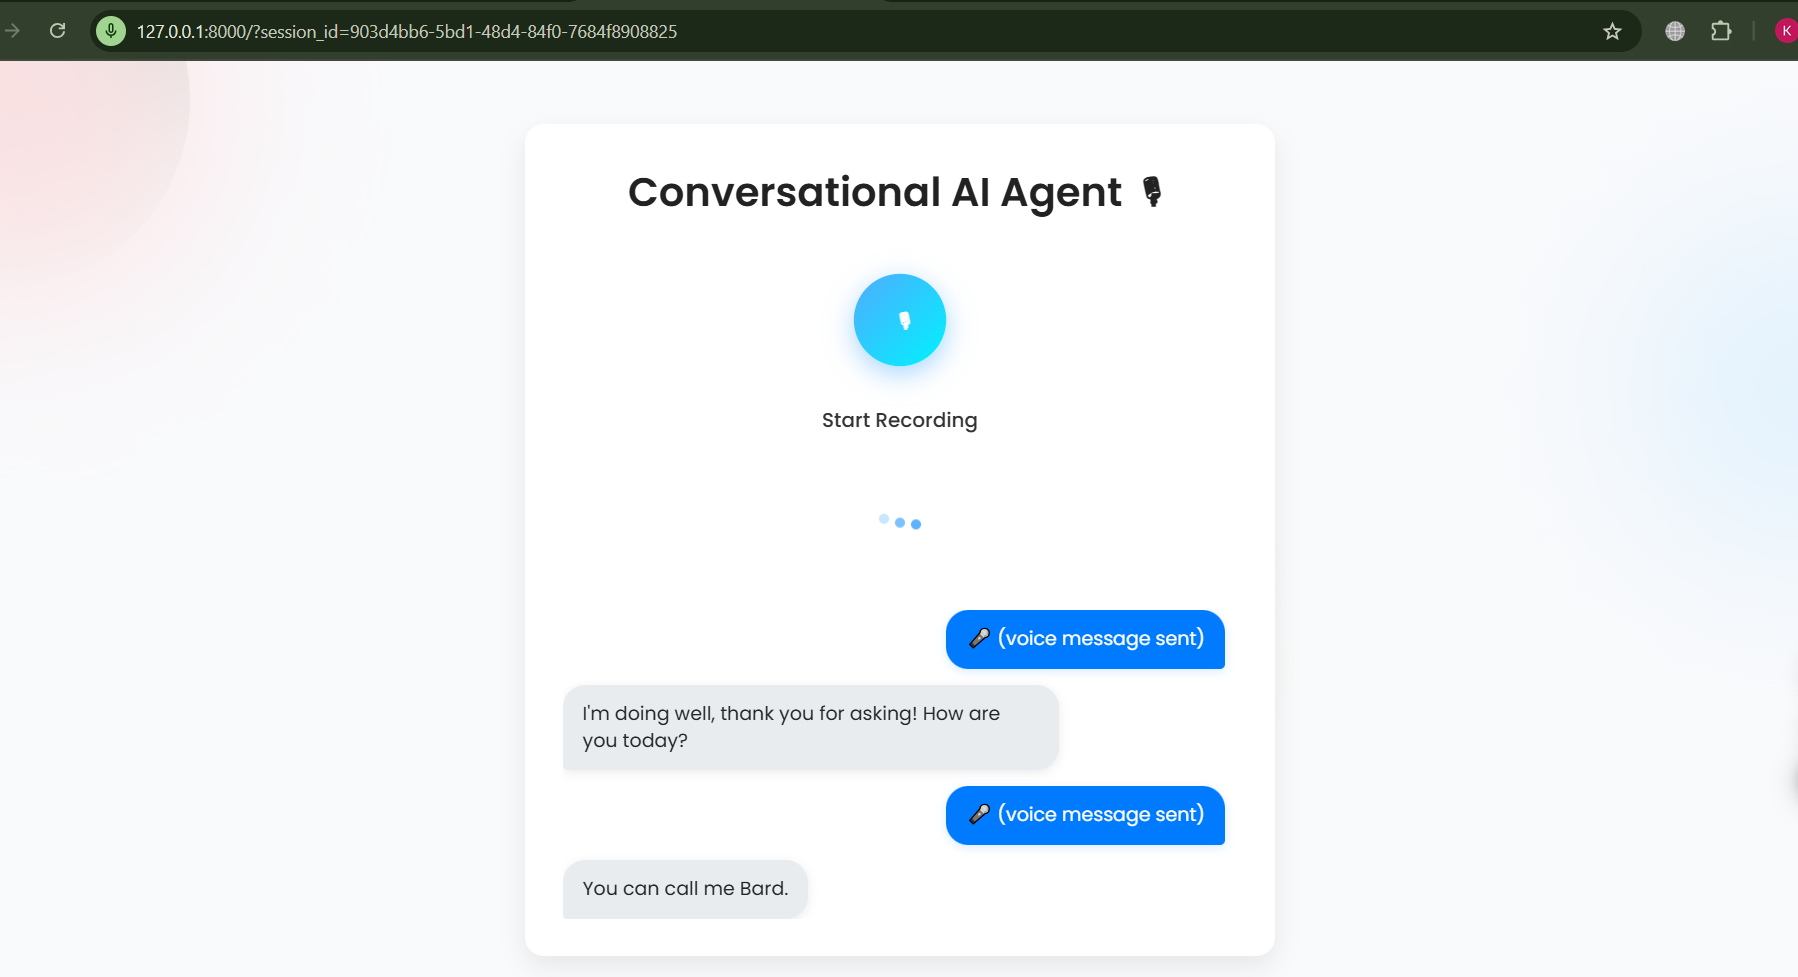 127.0.0.1:8000/?session_id=903d4bb6-5bd1-48d4-84f0-7684f8908825
K
Conversational AI Agent 🎙
Start Recording
🎤 (voice message sent)
I'm doing well, thank you for asking! How are
you today?
🎤 (voice message sent)
You can call me Bard.